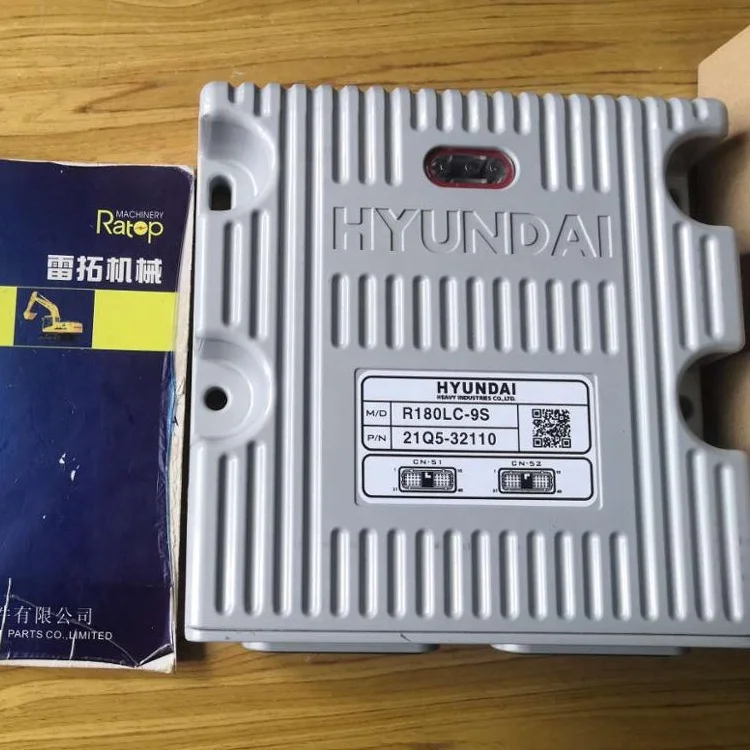 MACHINERY
Ratop
雷拓机械
件有限公司
PARTS CO.,LIMITED
HYUNDAI
HYUNDAI
HEAVY INDUSTRIES CO.,LTD.
M/D R180LC-9S
P/N 21Q5-32110
CN-51 CN-52